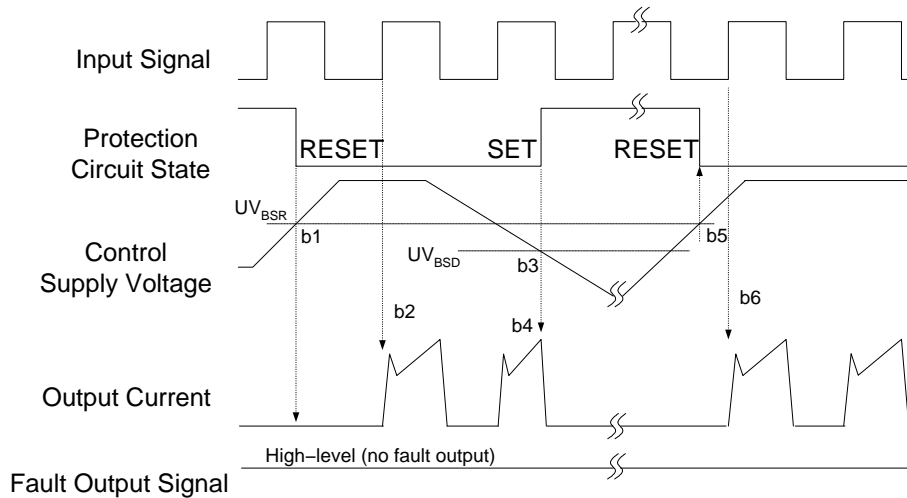 Input Signal
Protection
Circuit State
RESET
SET
RESET
UV_BSR
b1
UV_BSD
b3
b5
Control
Supply Voltage
b2
b4
b6
Output Current
High−level (no fault output)
Fault Output Signal